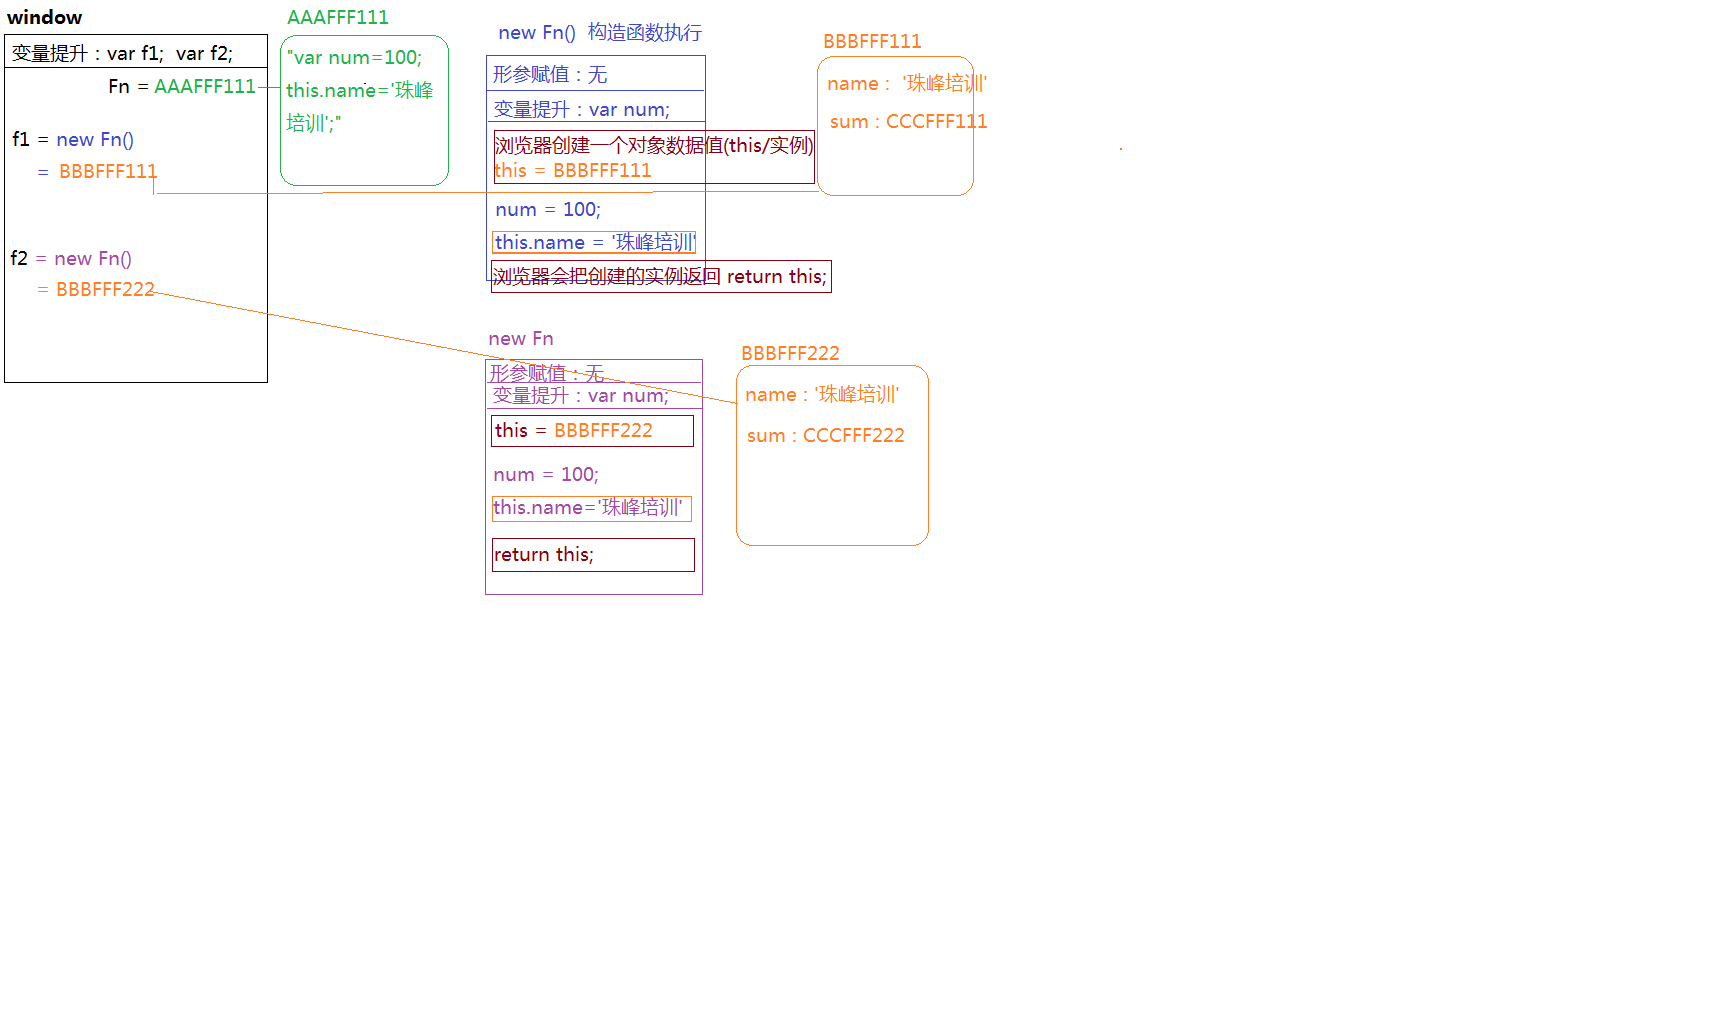 window
变量提升：var f1;  var f2;
Fn = AAAFFF111
f1 = new Fn()
= BBBFFF111
f2 = new Fn()
= BBBFFF222
AAAFFF111
"var num=100;
this.name='珠峰
培训';"
new Fn()  构造函数执行
形参赋值：无
变量提升：var num;
浏览器创建一个对象数据值(this/实例)
this = BBBFFF111
num = 100;
this.name = '珠峰培训'
浏览器会把创建的实例返回 return this;
BBBFFF111
name： '珠峰培训'
sum：CCCFFF111
new Fn
形参赋值：无
变量提升：var num;
this = BBBFFF222
num = 100;
this.name='珠峰培训'
return this;
BBBFFF222
name：'珠峰培训'
sum：CCCFFF222